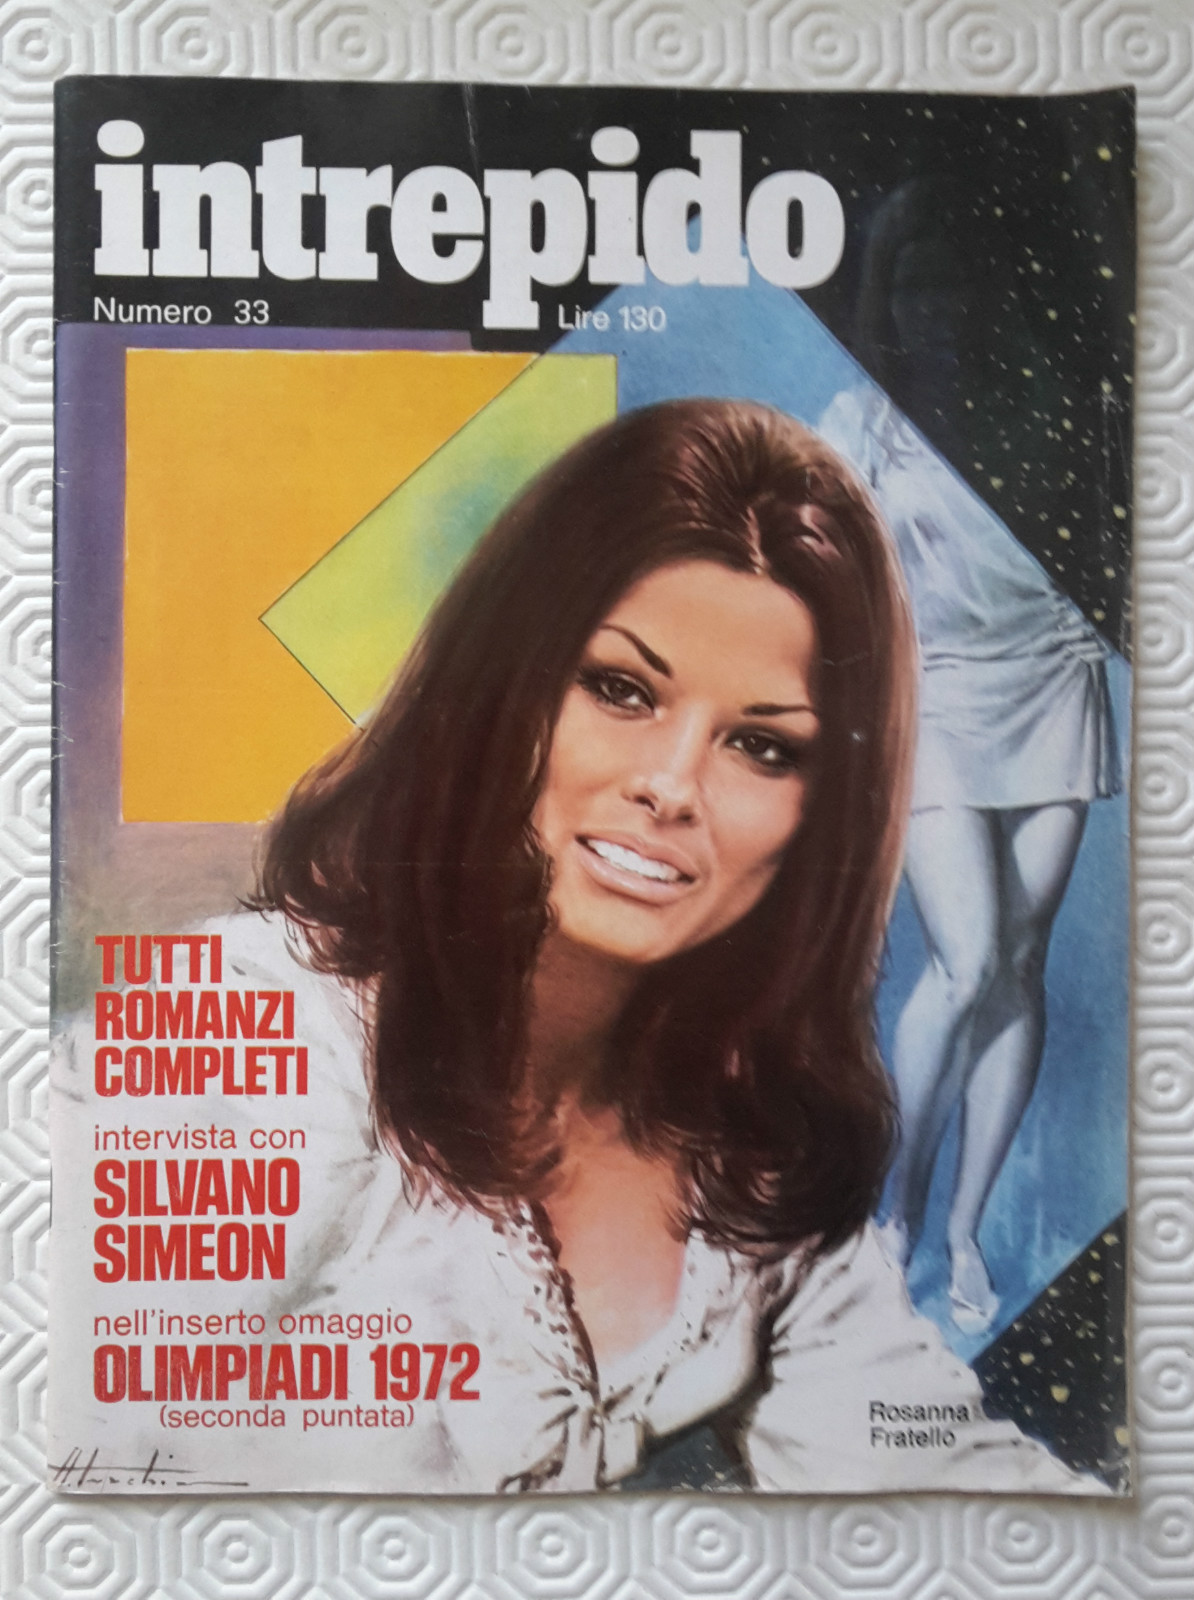 intrepido
Numero 33
Lire 130
TUTTI
ROMANZI
COMPLETI
intervista con
SILVANO
SIMEON
nell'inserto omaggio
OLIMPIADI 1972
(seconda puntata)
Rosanna
Fratello